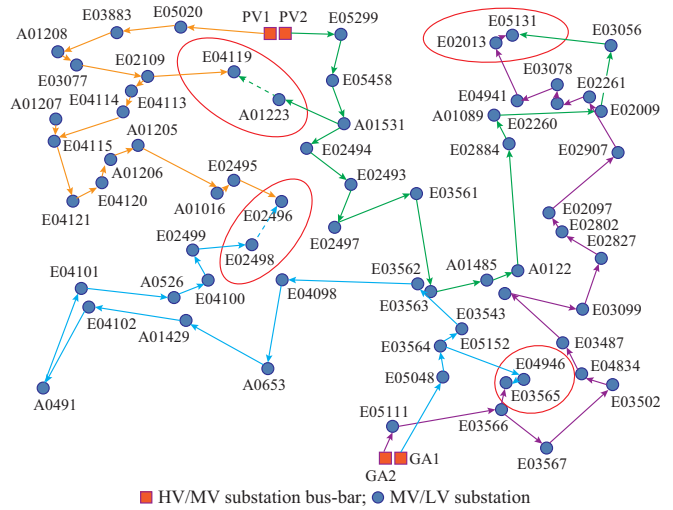 E05020
E03883
PV1 PV2
E05299
E05131
E03056
A01208
E02013
E03077
E02109
E04119
E05458
E03078
E02261
A01207
E04114
E04113
A01223
A01531
E04941
A01089
E02260
E02009
E04115
A01205
E02494
E02884
E02907
A01206
E02495
E02493
E03561
E04121
E04120
A01016
E02496
E02097
E02802
E02499
E02498
E02497
E02827
E04101
A0526
E04100
E04098
E03562
A01485
A0122
E03563
E03099
E04102
A01429
E03543
E03564
E05152
E03487
A0491
A0653
E05048
E04946
E04834
E03565
E03502
E05111
E03566
E03567
GA2
GA1
HV/MV substation bus-bar; MV/LV substation